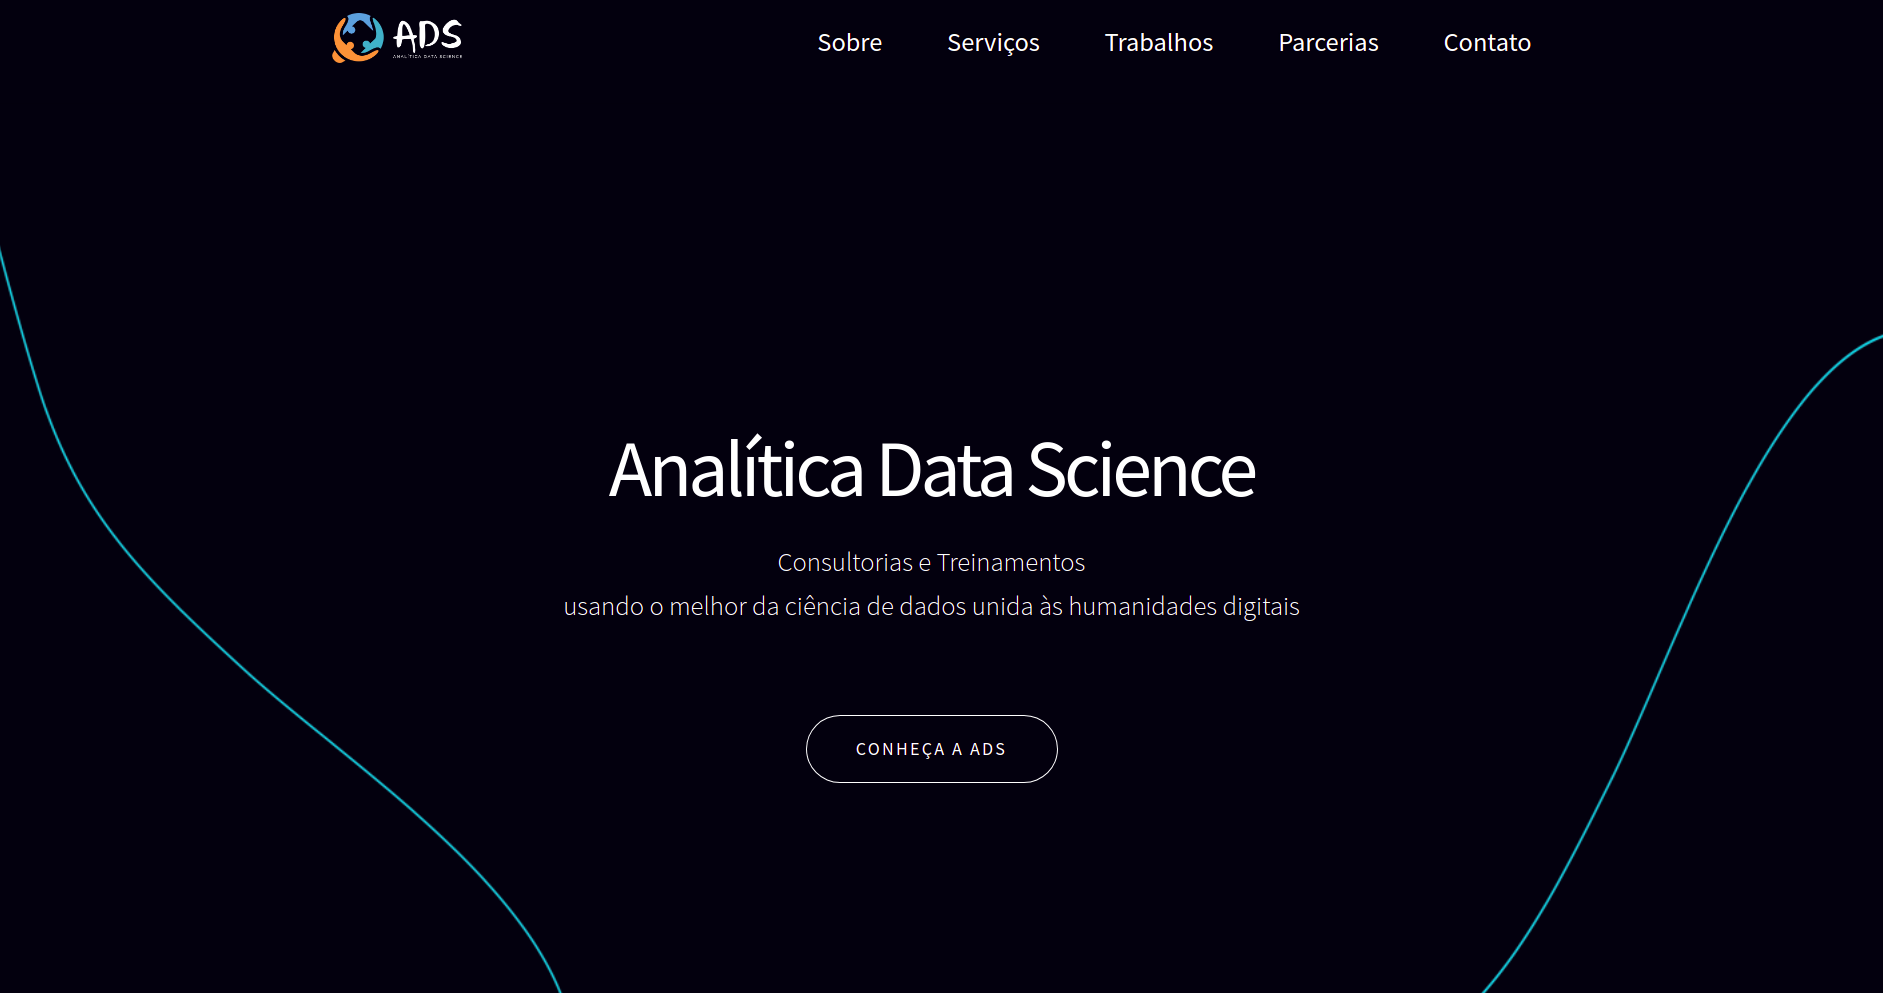 ADS
ANALÍTICA DATA SCIENCE
Sobre
Serviços
Trabalhos
Parcerias
Contato
Analítica Data Science
Consultorias e Treinamentos
usando o melhor da ciência de dados unida às humanidades digitais
CONHEÇA A ADS